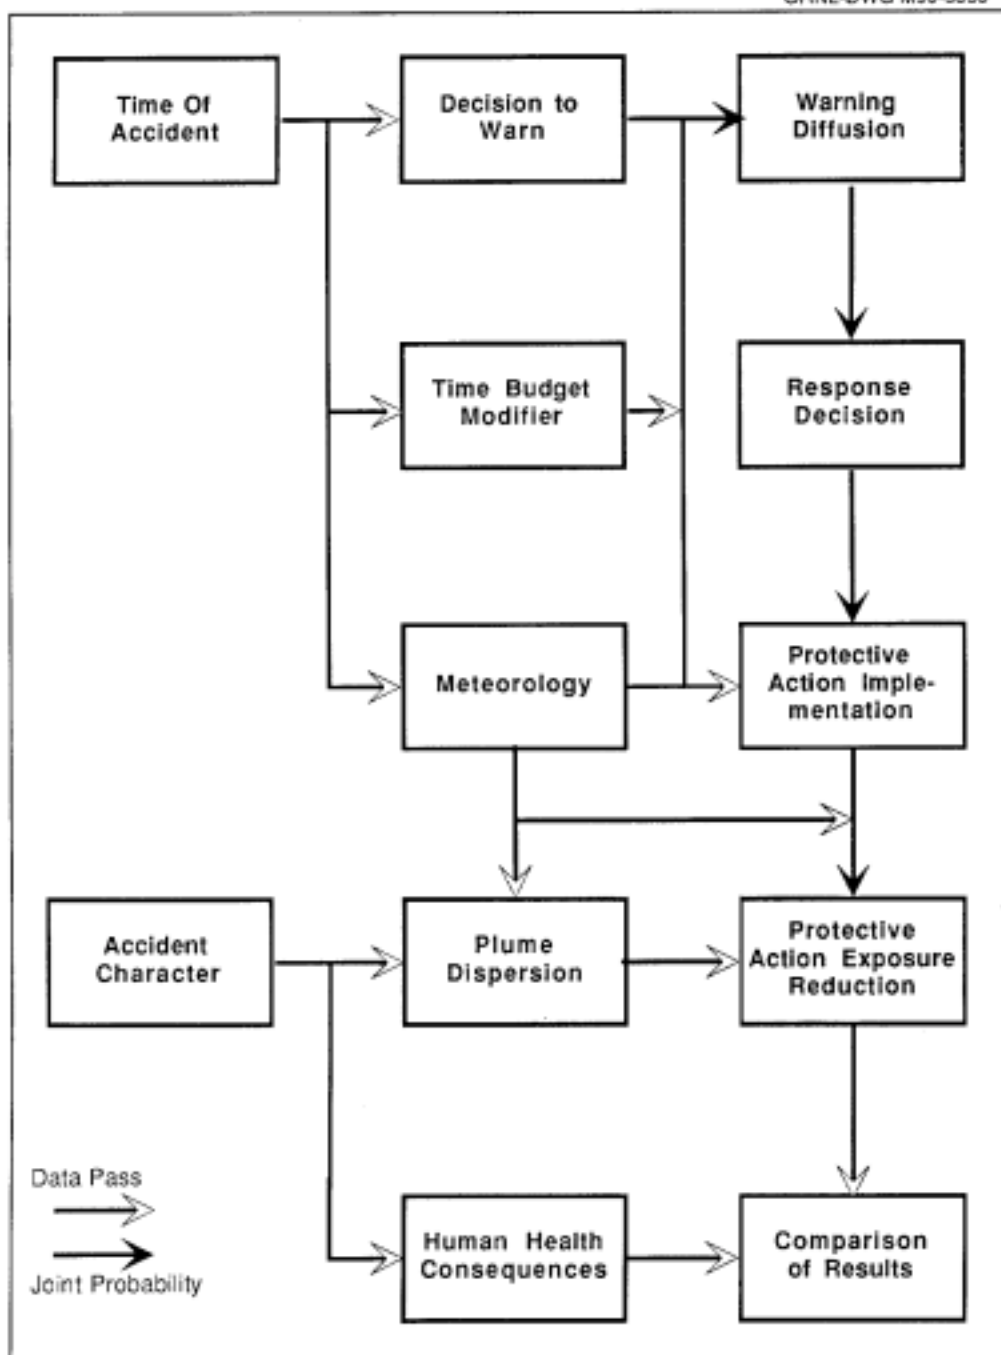 Time Of
Accident
Decision to
Warn
Warning
Diffusion
Time Budget
Modifier
Response
Decision
Meteorology
Protective
Action Imple-
mentation
Accident
Character
Plume
Dispersion
Protective
Action Exposure
Reduction
Data Pass
Joint Probability
Human Health
Consequences
Comparison
of Results